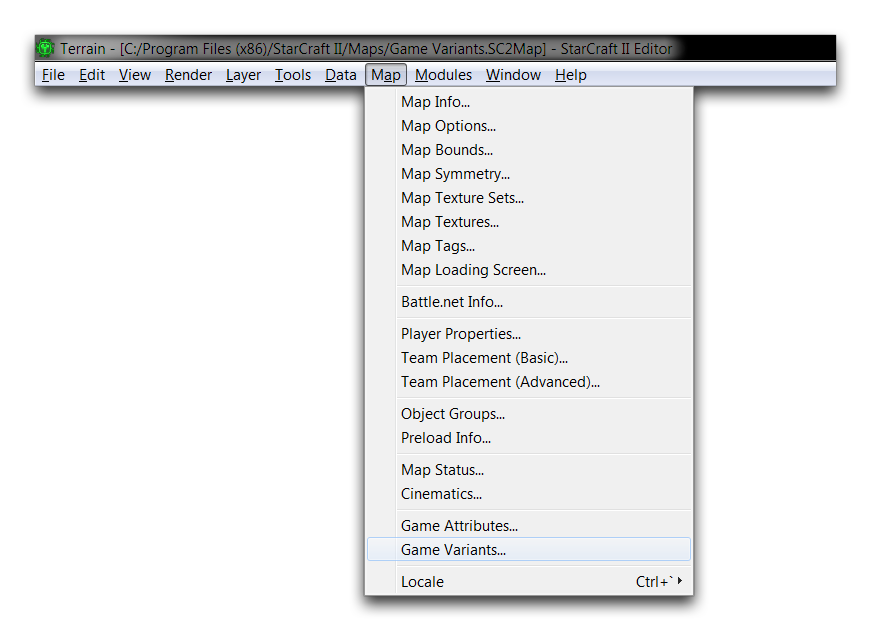 Terrain - [C:/Program Files (x86)/StarCraft II/Maps/Game Variants.SC2Map] - StarCraft II Editor
File Edit View Render Layer Tools Data Map Modules Window Help
Map Info...
Map Options...
Map Bounds...
Map Symmetry...
Map Texture Sets...
Map Textures...
Map Tags...
Map Loading Screen...
Battle.net Info...
Player Properties...
Team Placement (Basic)...
Team Placement (Advanced)...
Object Groups...
Preload Info...
Map Status...
Cinematics...
Game Attributes...
Game Variants...
Locale Ctrl+`